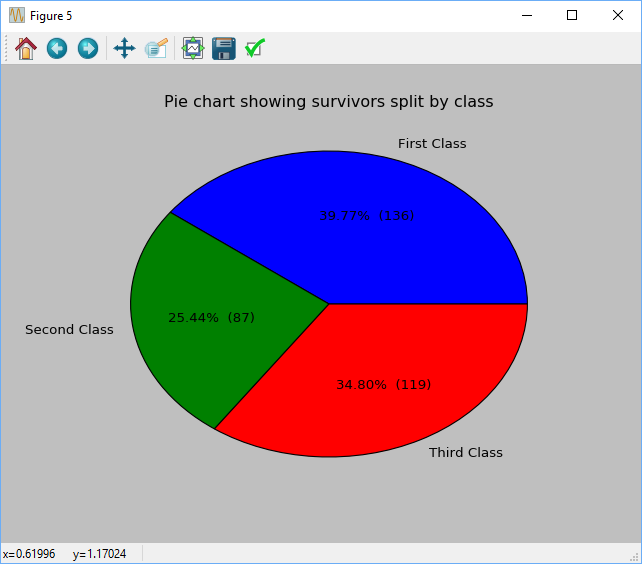 Figure 5
Pie chart showing survivors split by class
First Class
39.77% (136)
25.44% (87)
Second Class
34.80% (119)
Third Class
x=0.61996 y=1.17024